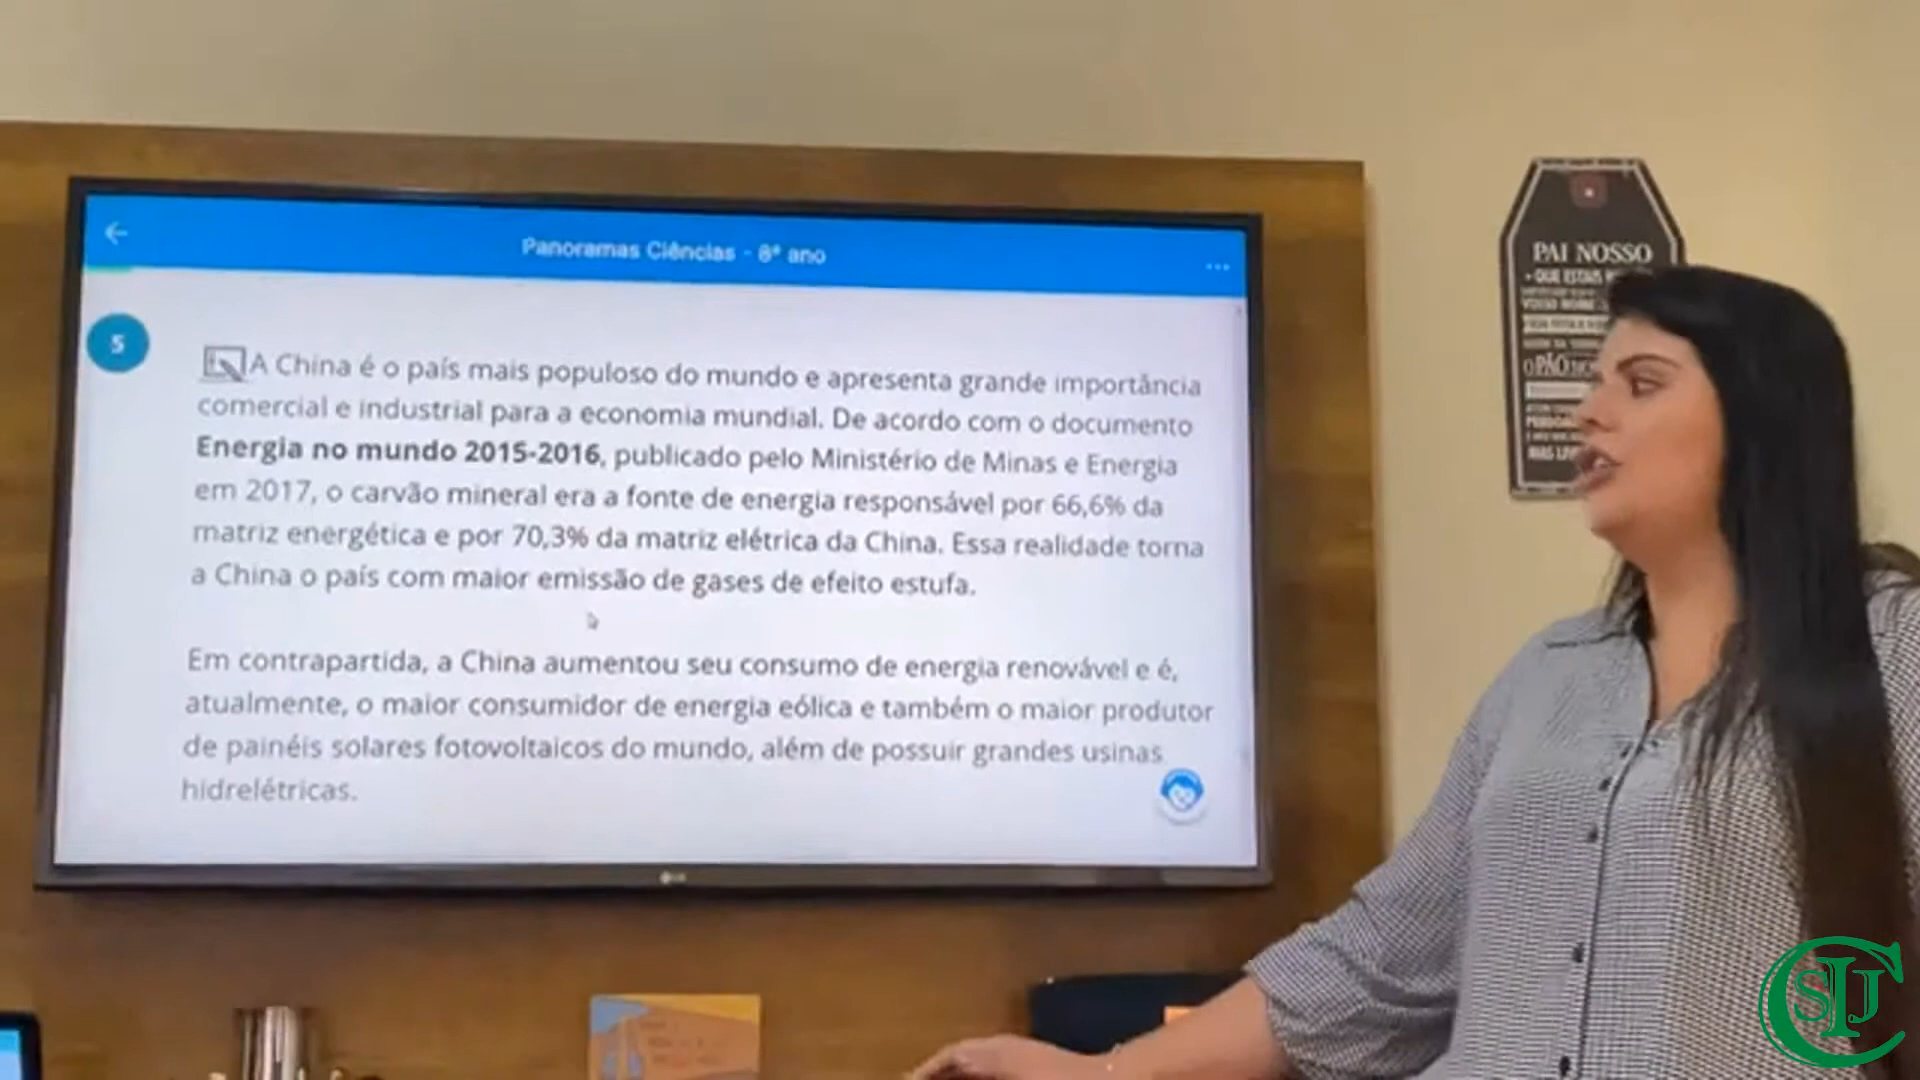 Panoramas Ciências - 8º ano
5
A China é o país mais populoso do mundo e apresenta grande importância
comercial e industrial para a economia mundial. De acordo com o documento
Energia no mundo 2015-2016, publicado pelo Ministério de Minas e Energia
em 2017, o carvão mineral era a fonte de energia responsável por 66,6% da
matriz energética e por 70,3% da matriz elétrica da China. Essa realidade torna
a China o país com maior emissão de gases de efeito estufa.
Em contrapartida, a China aumentou seu consumo de energia renovável e é,
atualmente, o maior consumidor de energia eólica e também o maior produtor
de painéis solares fotovoltaicos do mundo, além de possuir grandes usinas
hidrelétricas.
PAI NOSSO
• QUE ESTAIS
VOSSO NOME
O PÃO
MAS
CSIJ